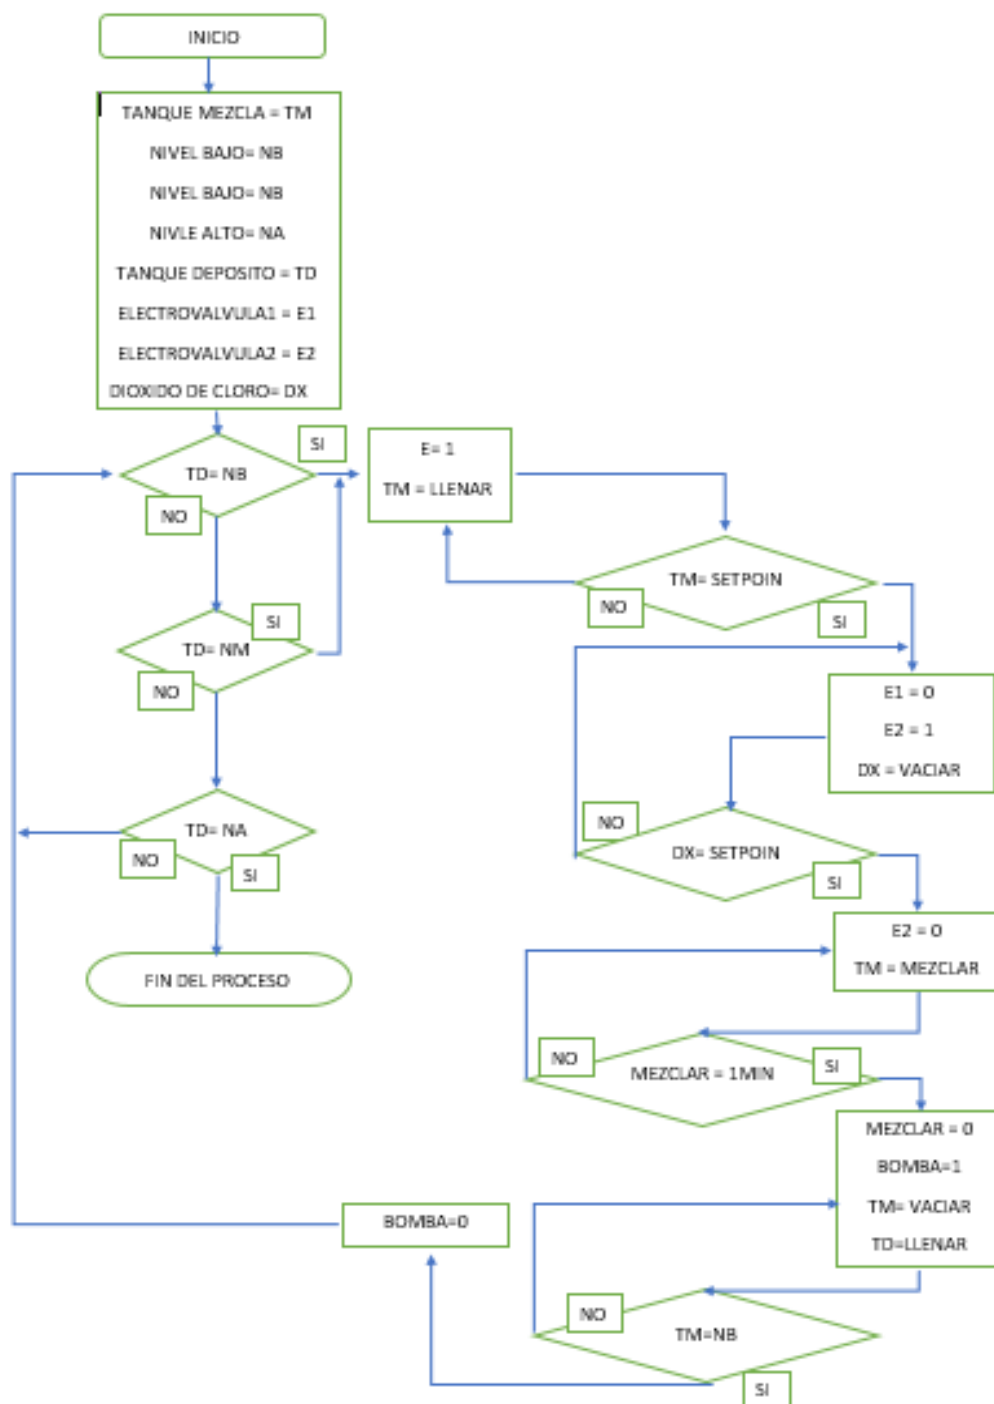 INICIO
TANQUE MEZCLA = TM
NIVEL BAJO= NB
NIVEL BAJO= NB
NIVLE ALTO= NA
TANQUE DEPOSITO = TD
ELECTROVALVULA1 = E1
ELECTROVALVULA2 = E2
DIOXIDO DE CLORO= DX
TD= NB
SI
NO
E= 1
TM = LLENAR
TD= NM
SI
NO
TM= SETPOIN
NO
SI
E1 = 0
E2 = 1
DX = VACIAR
TD= NA
NO
SI
NO
DX= SETPOIN
SI
FIN DEL PROCESO
E2 = 0
TM = MEZCLAR
NO
MEZCLAR = 1MIN
SI
MEZCLAR = 0
BOMBA=1
TM= VACIAR
TD=LLENAR
BOMBA=0
NO
TM=NB
SI